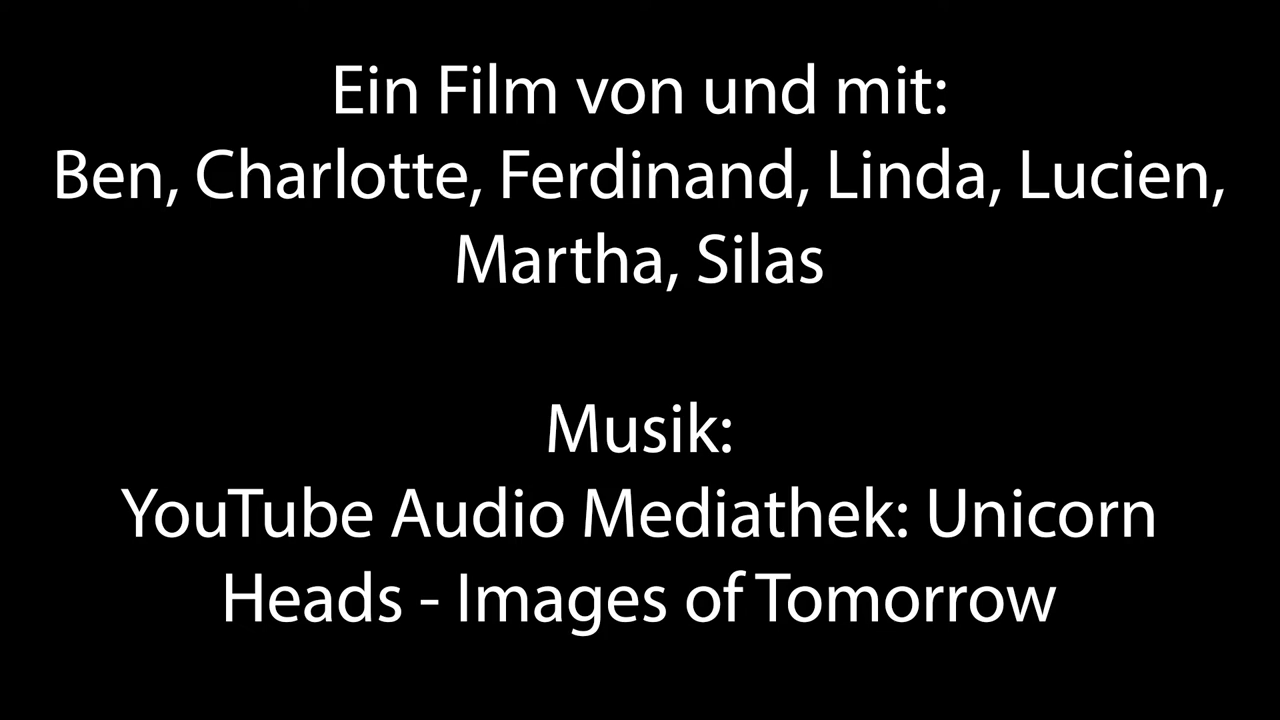 Ein Film von und mit:
Ben, Charlotte, Ferdinand, Linda, Lucien,
Martha, Silas
Musik:
YouTube Audio Mediathek: Unicorn
Heads - Images of Tomorrow